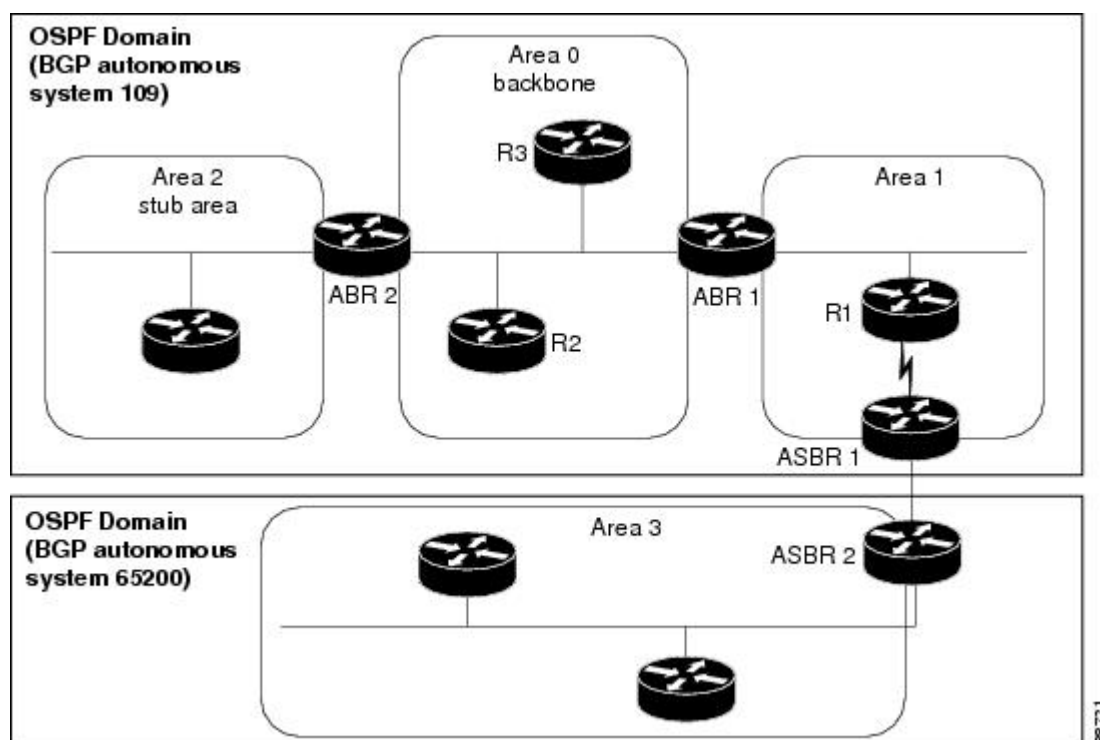 OSPF Domain
(BGP autonomous
system 109)
Area 0
backbone
R3
Area 2
stub area
Area 1
ABR 2
ABR 1
R1
R2
ASBR 1
OSPF Domain
(BGP autonomous
system 65200)
Area 3
ASBR 2